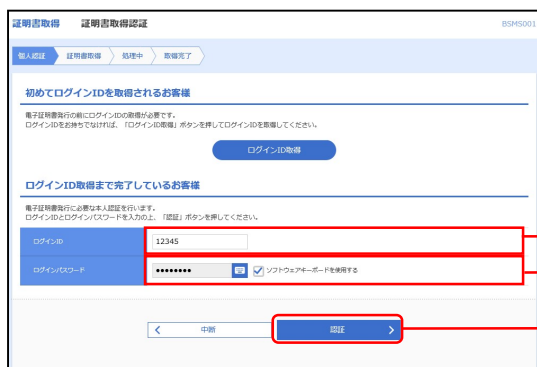 証明書取得 証明書取得認証 BSMS001
個人認証 証明書取得 処理中 取得完了
初めてログインIDを取得されるお客様
電子証明書発行の前にログインIDの取得が必要です。
ログインIDをお持ちでなければ、「ログインID取得」ボタンを押してログインIDを取得してください。
ログインID取得
ログインID取得まで完了しているお客様
電子証明書発行に必要な本人認証を行います。
ログインIDとログインパスワードを入力の上、「認証」ボタンを押してください。
ログインID 12345
ログインパスワード ●●●●●●●● ソフトウェアキーボードを使用する
中断 認証